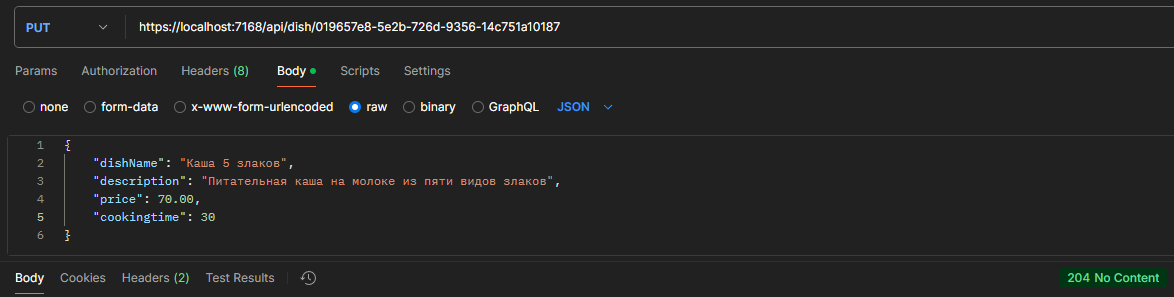 PUT https://localhost:7168/api/dish/019657e8-5e2b-726d-9356-14c751a10187
Params Authorization Headers (8) Body Scripts Settings
none form-data x-www-form-urlencoded raw binary GraphQL JSON
1 {
2 "dishName": "Каша 5 злаков",
3 "description": "Питательная каша на молоке из пяти видов злаков",
4 "price": 70.00,
5 "cookingtime": 30
6 }
Body Cookies Headers (2) Test Results 204 No Content